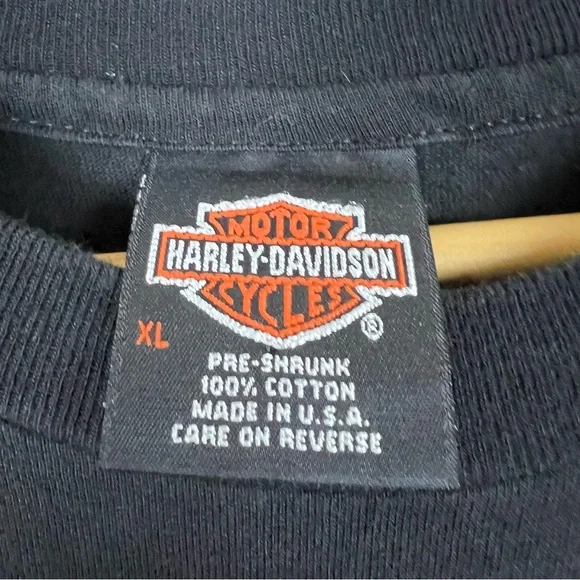 MOTOR
HARLEY-DAVIDSON
CYCLES
®
XL
PRE-SHRUNK
100% COTTON
MADE IN U.S.A.
CARE ON REVERSE